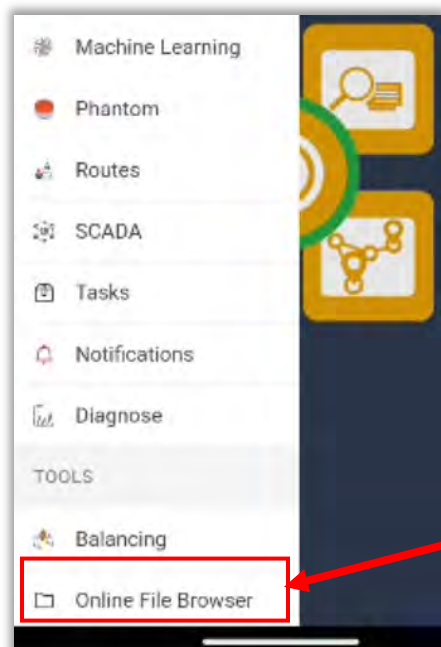 Machine Learning
Phantom
Routes
SCADA
Tasks
Notifications
Diagnose
TOOLS
Balancing
Online File Browser